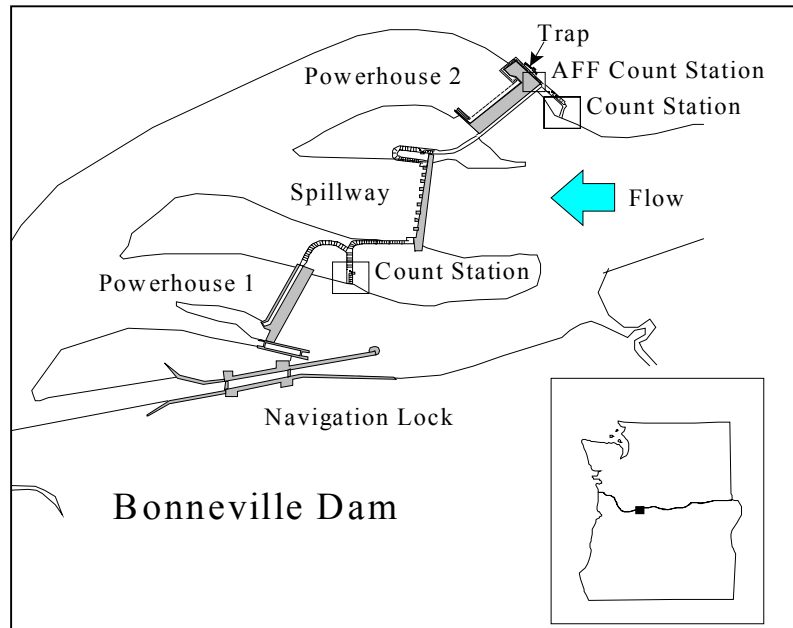 Trap
Powerhouse 2
AFF Count Station
Count Station
Spillway
Flow
Count Station
Powerhouse 1
Navigation Lock
Bonneville Dam